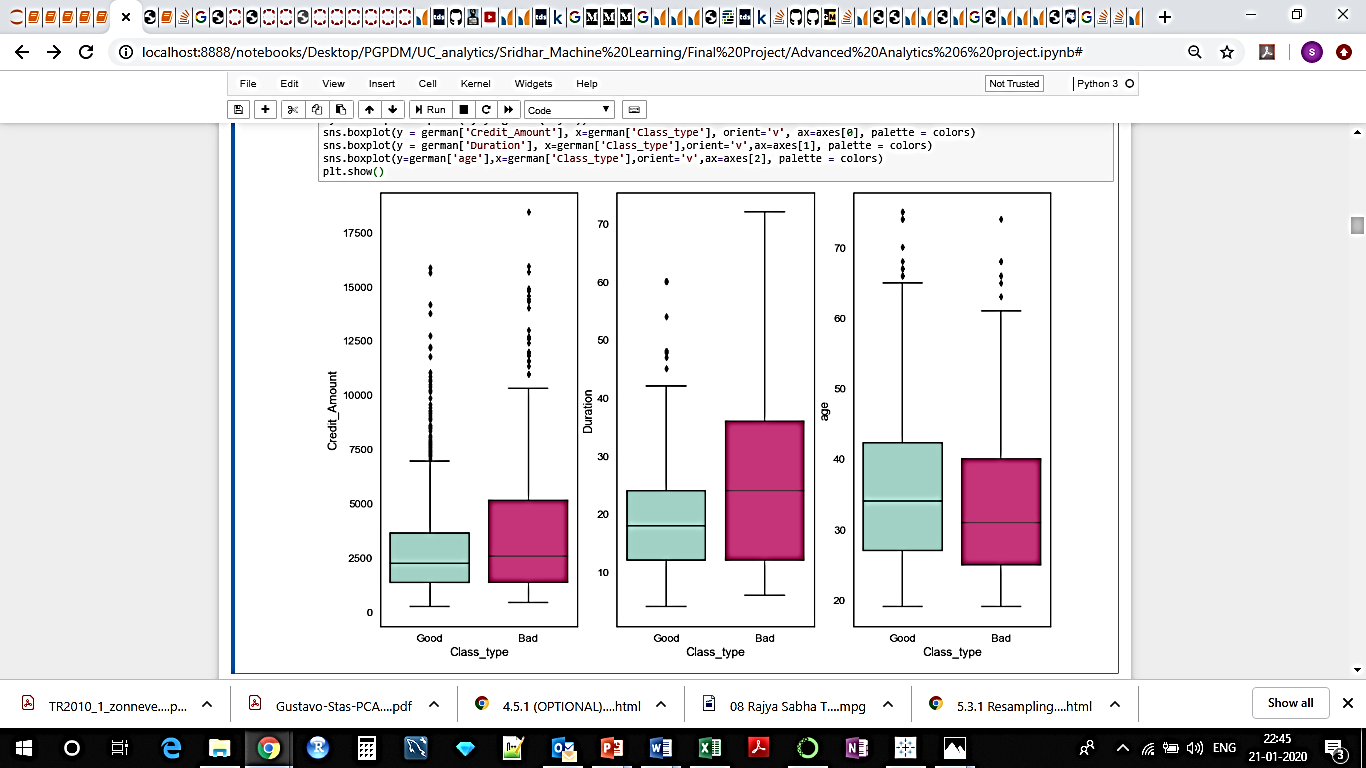 localhost:8888/notebooks/Desktop/PGPDM/UC_analytics/Sridhar_Machine%20Learning/Final%20Project/Advanced%20Analytics%206%20project.ipynb#
S
File Edit View Insert Cell Kernel Widgets Help Not Trusted Python 3
Run Code
sns.boxplot(y = german['Credit_Amount'], x=german['Class_type'], orient='v', ax=axes[0], palette = colors)
sns.boxplot(y = german['Duration'], x=german['Class_type'],orient='v',ax=axes[1], palette = colors)
sns.boxplot(y=german['age'],x=german['Class_type'],orient='v',ax=axes[2], palette = colors)
plt.show()
Credit_Amount
17500
15000
12500
10000
7500
5000
2500
0
Good Bad
Class_type
Duration
70
60
50
40
30
20
10
Good Bad
Class_type
age
70
60
50
40
30
20
Good Bad
Class_type
TR2010_1_zonneve....p... Gustavo-Stas-PCA....pdf 4.5.1 (OPTIONAL)....html 08 Rajya Sabha T....mpg 5.3.1 Resampling....html Show all
ENG
22:45
21-01-2020
3